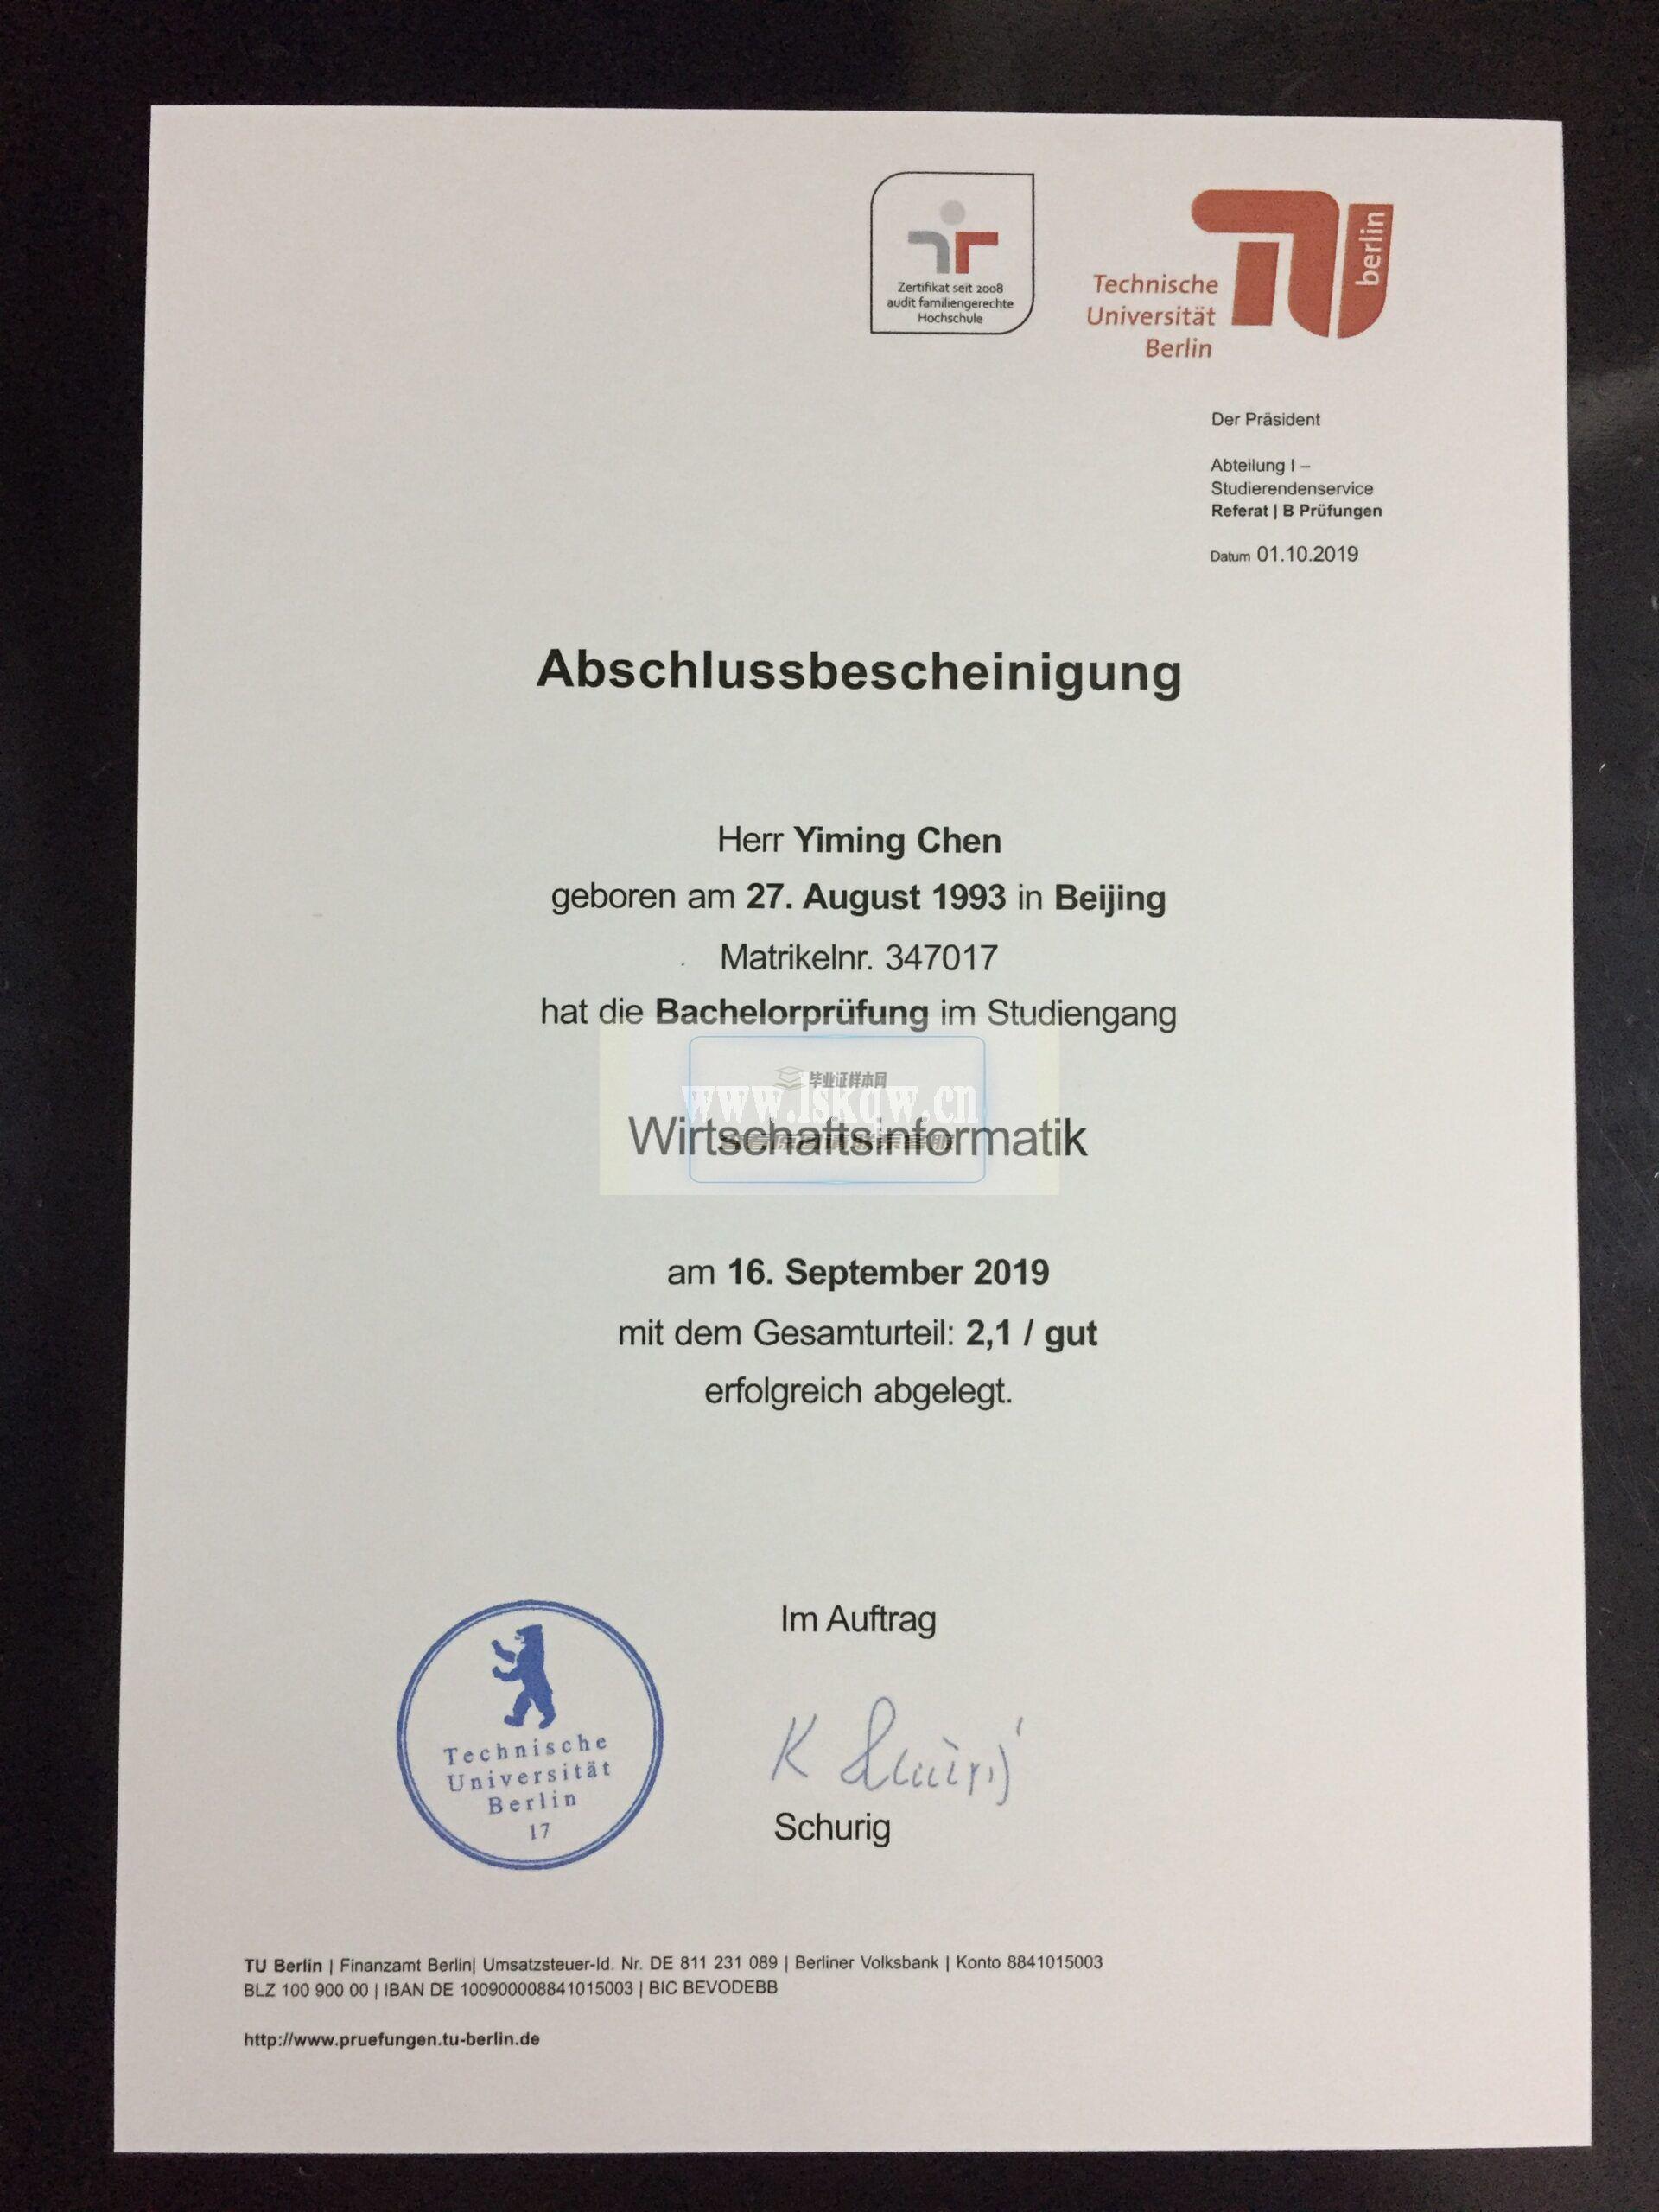 Zertifikat seit 2008
audit familiengerechte
Hochschule
Technische
Universität
Berlin
berlin
Der Präsident
Abteilung I –
Studierendenservice
Referat | B Prüfungen
Datum 01.10.2019
Abschlussbescheinigung
Herr Yiming Chen
geboren am 27. August 1993 in Beijing
Matrikelnr. 347017
hat die Bachelorprüfung im Studiengang
毕业证样本网
www.lskqw.cn
Wirtschaftsinformatik
am 16. September 2019
mit dem Gesamturteil: 2,1 / gut
erfolgreich abgelegt.
Im Auftrag
Technische
Universität
Berlin
17
K Schurig
Schurig
TU Berlin | Finanzamt Berlin| Umsatzsteuer-Id. Nr. DE 811 231 089 | Berliner Volksbank | Konto 8841015003
BLZ 100 900 00 | IBAN DE 100900008841015003 | BIC BEVODEBB
http://www.pruefungen.tu-berlin.de